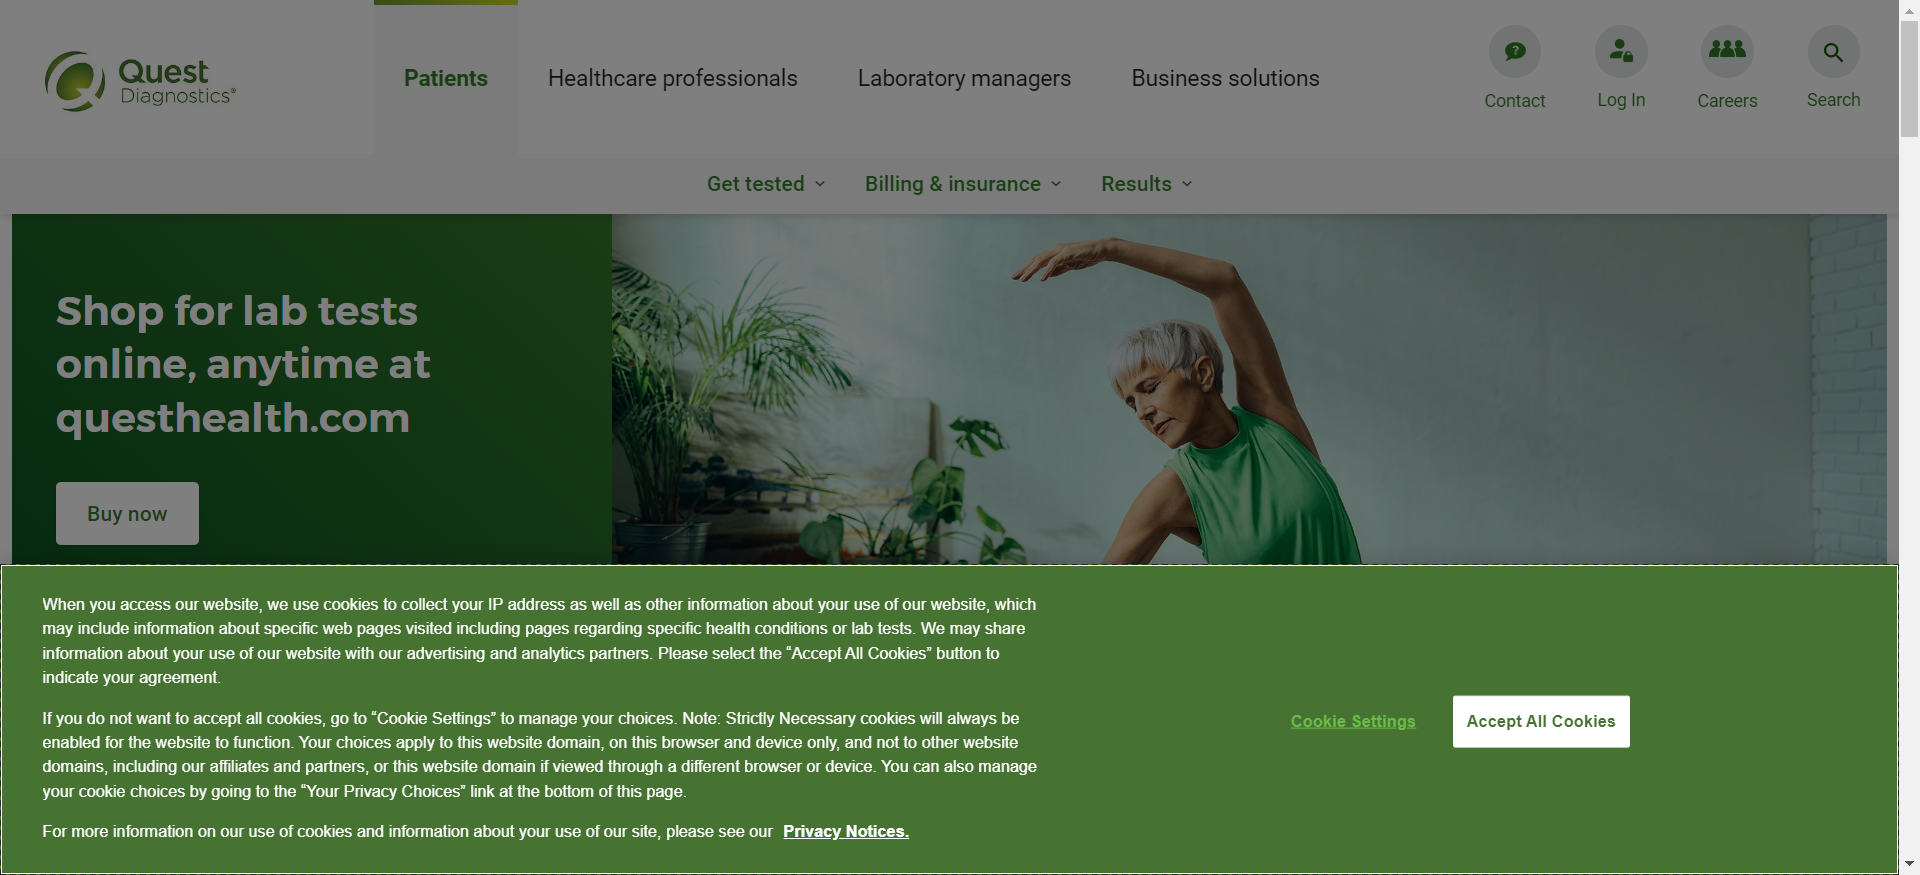 Quest
Diagnostics®
Patients
Healthcare professionals
Laboratory managers
Business solutions
Contact
Log In
Careers
Search
Get tested
Billing & insurance
Results
Shop for lab tests
online, anytime at
questhealth.com
Buy now
When you access our website, we use cookies to collect your IP address as well as other information about your use of our website, which
may include information about specific web pages visited including pages regarding specific health conditions or lab tests. We may share
information about your use of our website with our advertising and analytics partners. Please select the “Accept All Cookies” button to
indicate your agreement.
If you do not want to accept all cookies, go to “Cookie Settings” to manage your choices. Note: Strictly Necessary cookies will always be
enabled for the website to function. Your choices apply to this website domain, on this browser and device only, and not to other website
domains, including our affiliates and partners, or this website domain if viewed through a different browser or device. You can also manage
your cookie choices by going to the “Your Privacy Choices” link at the bottom of this page.
For more information on our use of cookies and information about your use of our site, please see our Privacy Notices.
Cookie Settings
Accept All Cookies